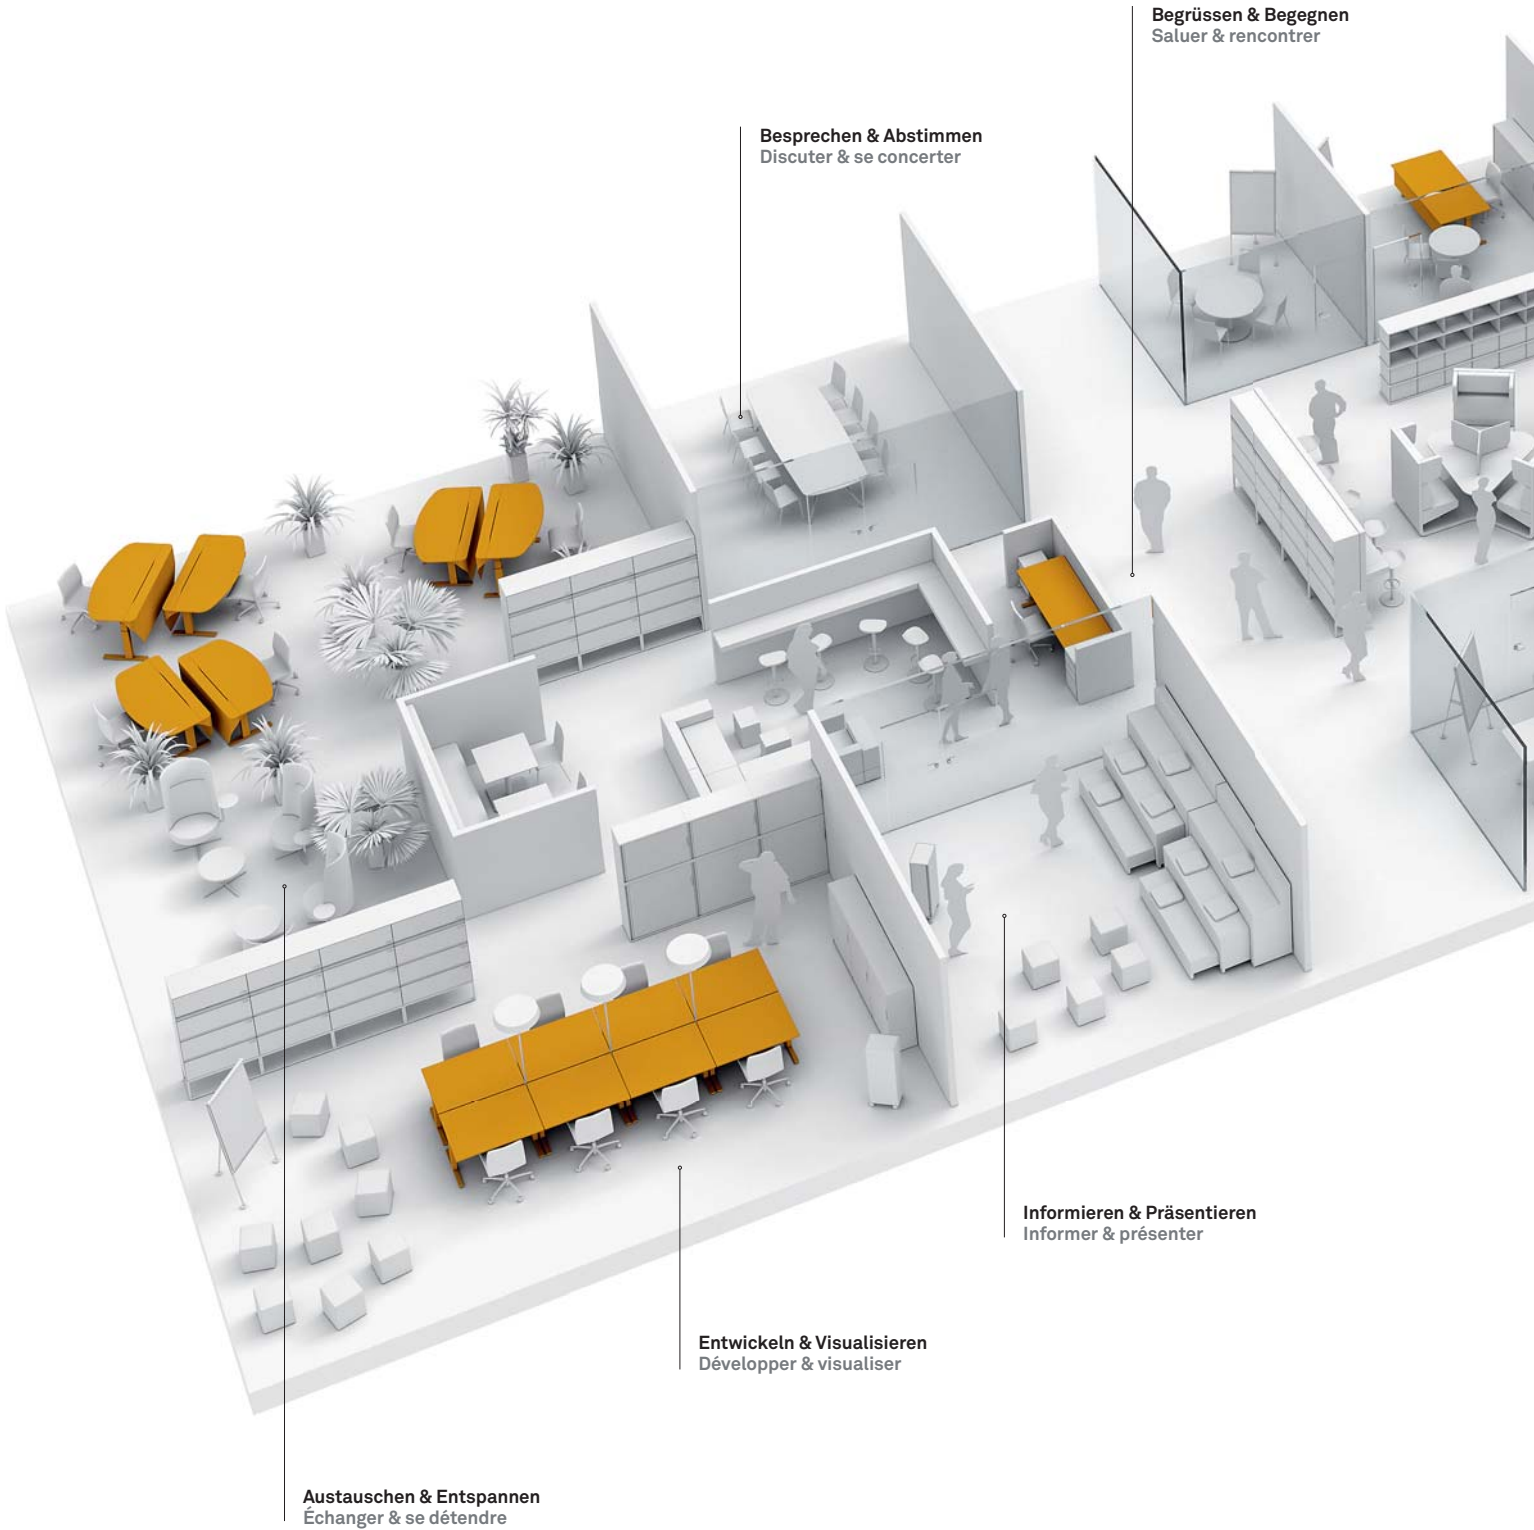 Begrüssen & Begegnen
Saluer & rencontrer
Besprechen & Abstimmen
Discuter & se concerter
Informieren & Präsentieren
Informer & présenter
Entwickeln & Visualisieren
Développer & visualiser
Austauschen & Entspannen
Échanger & se détendre